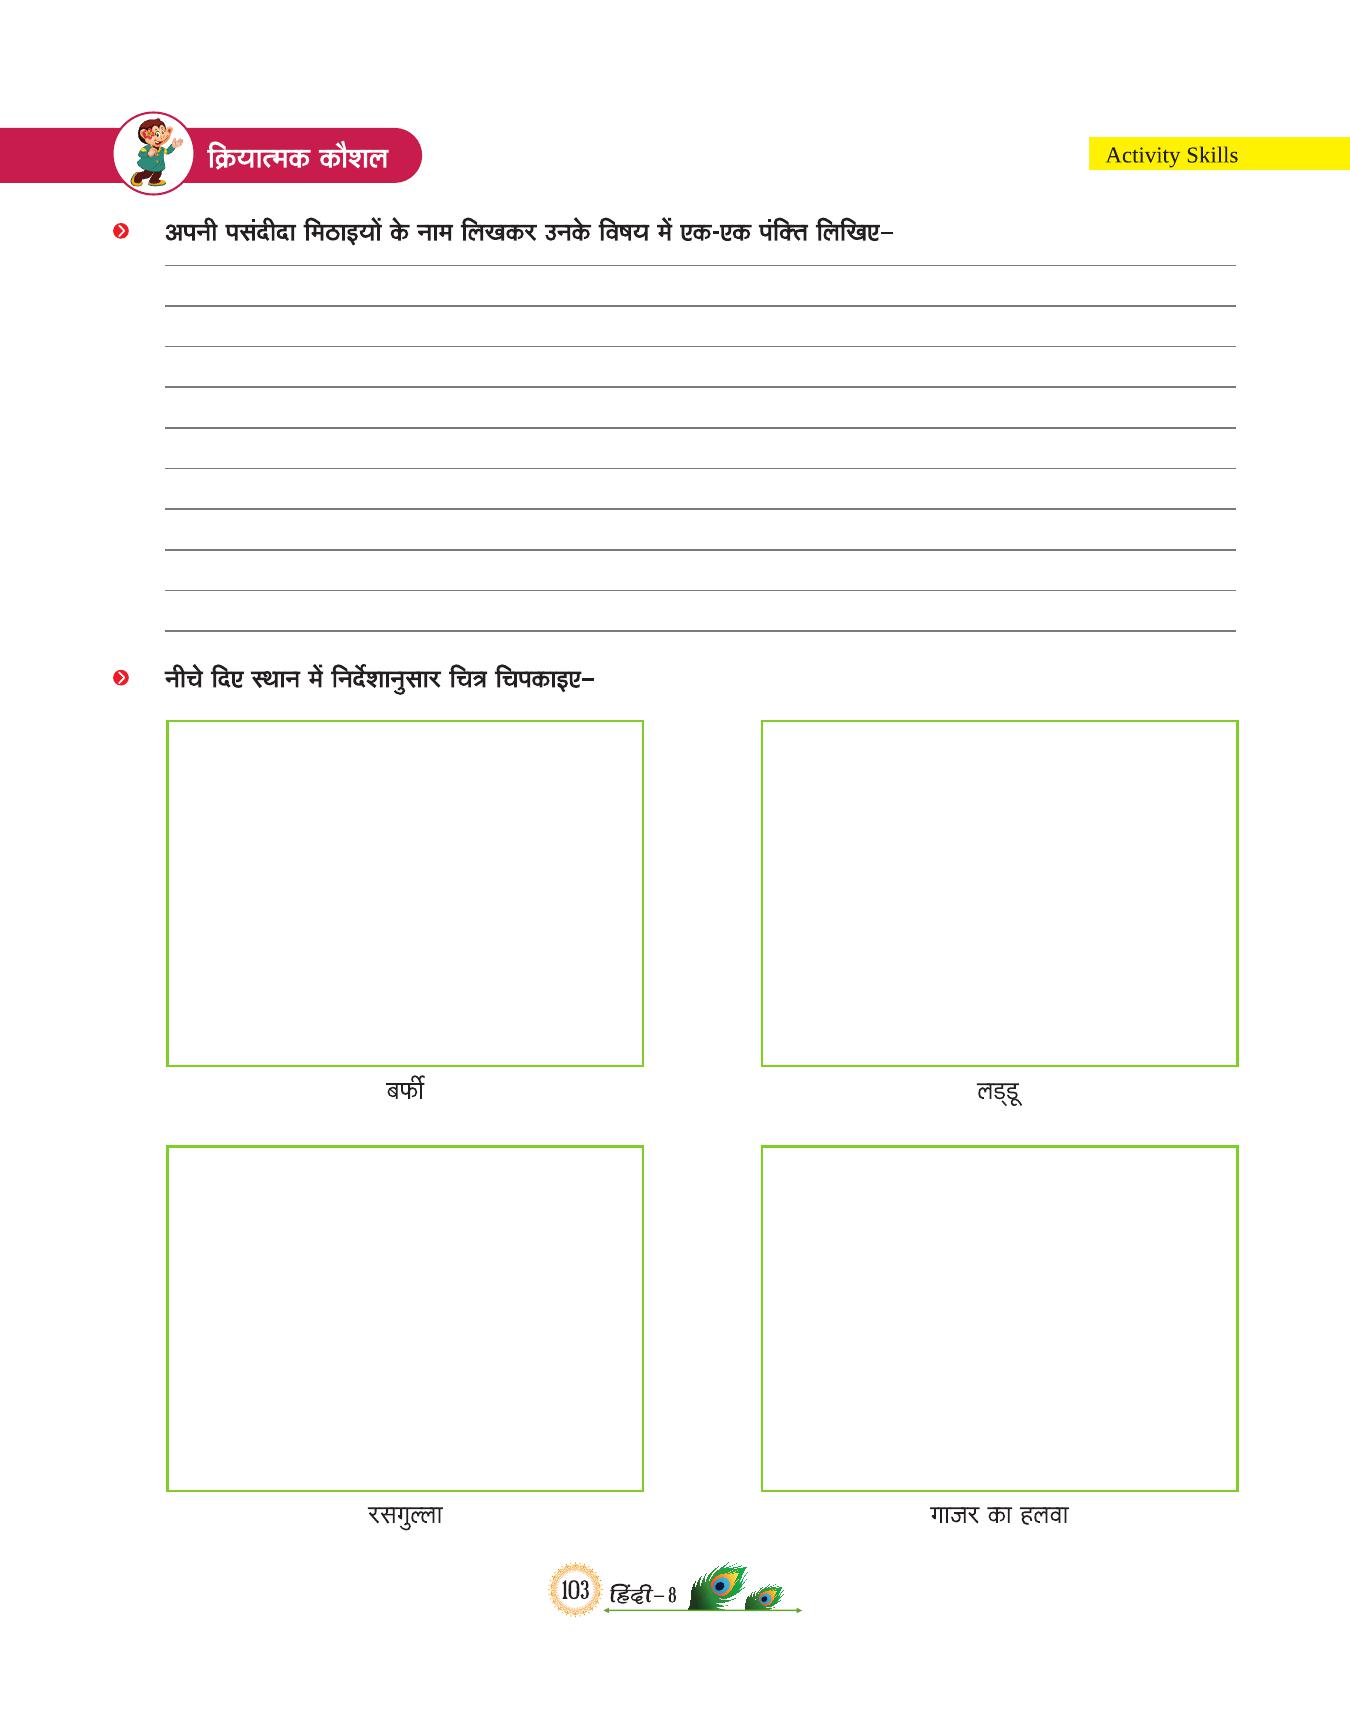 क्रियात्मक कौशल
Activity Skills
अपनी पसंदीदा मिठाइयों के नाम लिखकर उनके विषय में एक-एक पंक्ति लिखिए–
नीचे दिए स्थान में निर्देशानुसार चित्र चिपकाइए–
बर्फी
लड्डू
रसगुल्ला
गाजर का हलवा
103 हिंदी–8